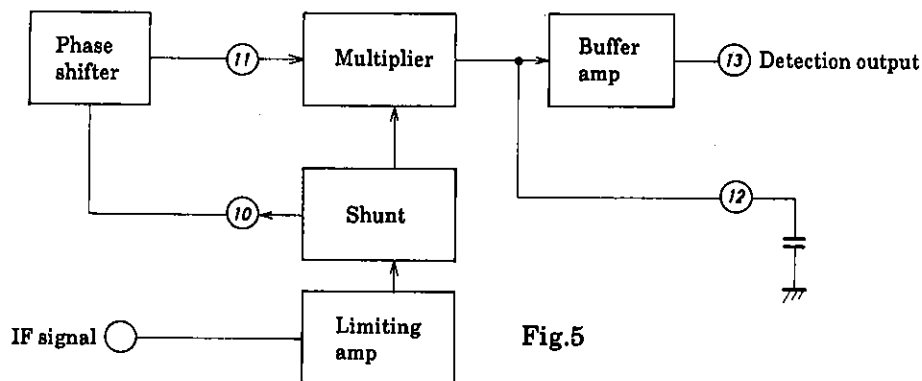 Phase
shifter
11
Multiplier
Buffer
amp
13 Detection output
10
Shunt
12
IF signal
Limiting
amp
Fig.5